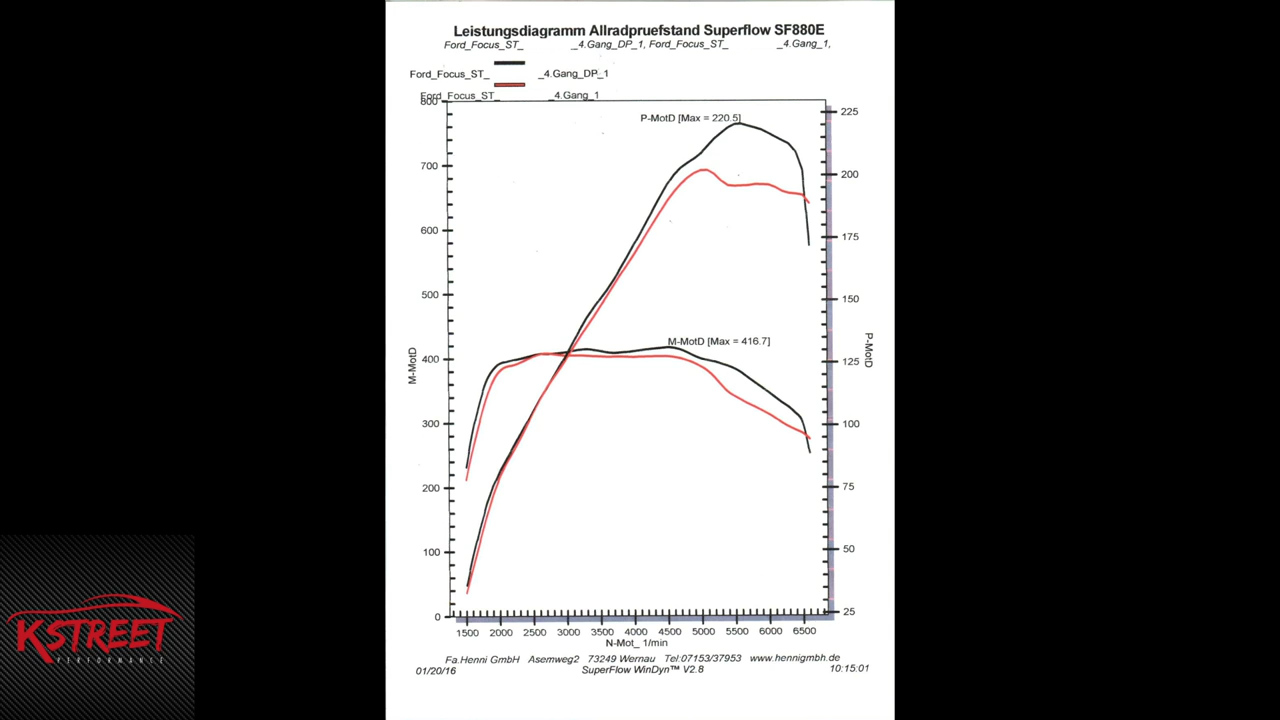 Leistungsdiagramm Allradpruefstand Superflow SF880E
Ford_Focus_ST_ _4.Gang_DP_1, Ford_Focus_ST_ _4.Gang_1,
Ford_Focus_ST_ _4.Gang_DP_1
Ford_Focus_ST_ _4.Gang_1
800
700
600
500
400
300
200
100
0
M-MotD
P-MotD [Max = 220.5]
M-MotD [Max = 416.7]
225
200
175
150
125
100
75
50
25
P-MotD
1500 2000 2500 3000 3500 4000 4500 5000 5500 6000 6500
N-Mot_ 1/min
Fa.Henni GmbH Asemweg2 73249 Wernau Tel:07153/37953 www.hennigmbh.de
01/20/16 SuperFlow WinDyn™ V2.8 10:15:01
KSTREET
PERFORMANCE